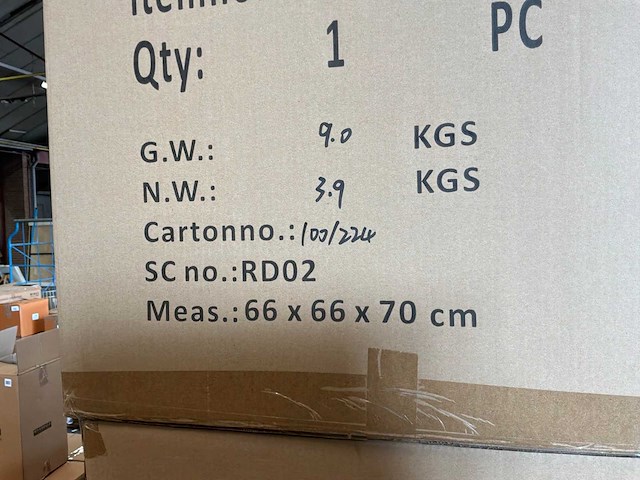 Qty: 1 PC
G.W.: 9.0 KGS
N.W.: 3.9 KGS
Cartonno.: 100/224
SC no.:RD02
Meas.: 66 x 66 x 70 cm